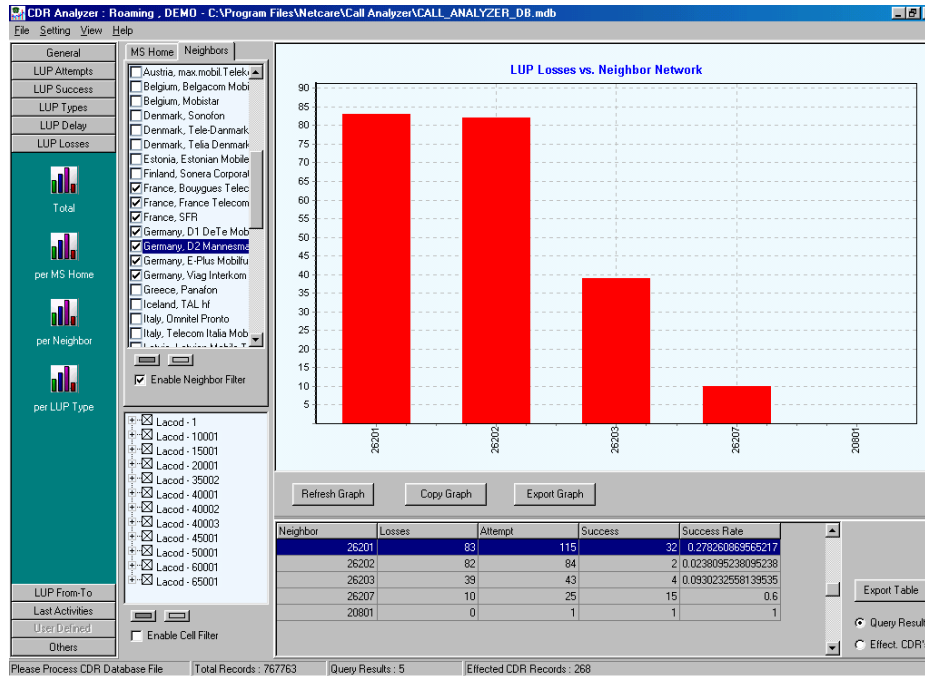 CDR Analyzer : Roaming , DEMO - C:\Program Files\Netcare\Call Analyzer\CALL_ANALYZER_DB.mdb
File Setting View Help
General
LUP Attempts
LUP Success
LUP Types
LUP Delay
LUP Losses
Total
per MS Home
per Neighbor
per LUP Type
LUP From-To
Last Activities
User Defined
Others
MS Home Neighbors
Austria, max.mobil.Telek
Belgium, Belgacom Mobi
Belgium, Mobistar
Denmark, Sonofon
Denmark, Tele-Danmark
Denmark, Telia Denmark
Estonia, Estonian Mobile
Finland, Sonera Corporat
France, Bouygues Telec
France, France Telecom
France, SFR
Germany, D1 DeTe Mob
Germany, D2 Mannesma
Germany, E-Plus Mobilfu
Germany, Viag Interkom
Greece, Panafon
Iceland, TAL hf
Italy, Omnitel Pronto
Italy, Telecom Italia Mob
Enable Neighbor Filter
Lacod - 1
Lacod - 10001
Lacod - 15001
Lacod - 20001
Lacod - 35002
Lacod - 40001
Lacod - 40002
Lacod - 40003
Lacod - 45001
Lacod - 50001
Lacod - 60001
Lacod - 65001
Enable Cell Filter
LUP Losses vs. Neighbor Network
90
85
80
75
70
65
60
55
50
45
40
35
30
25
20
15
10
5
26201
26202
26203
26207
20801
Refresh Graph Copy Graph Export Graph
Neighbor Losses Attempt Success Success Rate
26201 83 115 32 0.278260869565217
26202 82 84 2 0.0238095238095238
26203 39 43 4 0.0930232558139535
26207 10 25 15 0.6
20801 0 1 1 1
Export Table
Query Result
Effect. CDR's
Please Process CDR Database File Total Records : 767763 Query Results : 5 Effected CDR Records : 268